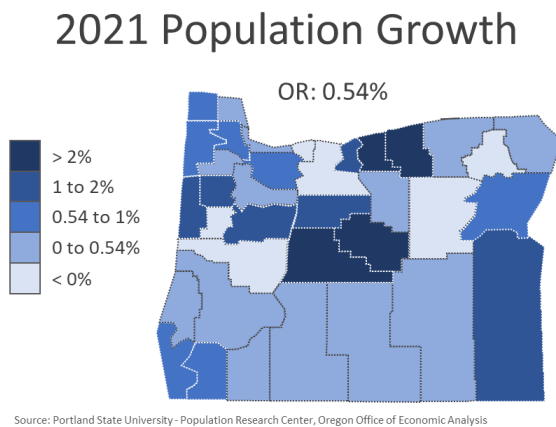 2021 Population Growth
OR: 0.54%
> 2%
1 to 2%
0.54 to 1%
0 to 0.54%
< 0%
Source: Portland State University - Population Research Center, Oregon Office of Economic Analysis